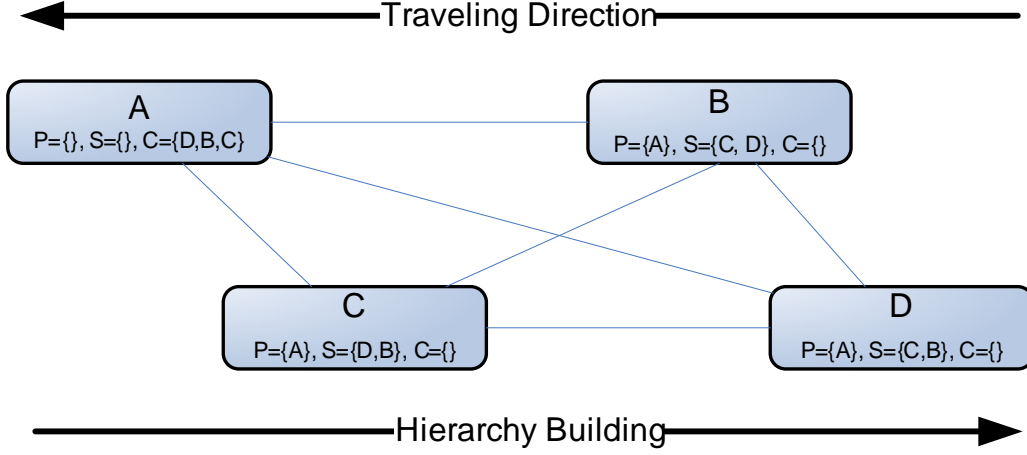 Traveling Direction
A
P={}, S={}, C={D,B,C}
B
P={A}, S={C, D}, C={}
C
P={A}, S={D,B}, C={}
D
P={A}, S={C,B}, C={}
Hierarchy Building